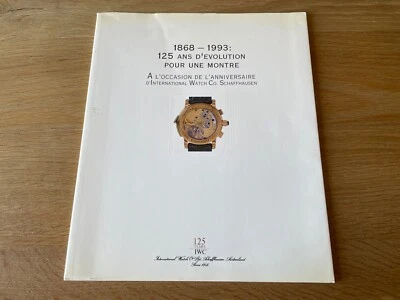 1868 – 1993:
125 ANS D'EVOLUTION
POUR UNE MONTRE
A L'OCCASION DE L'ANNIVERSAIRE
D'INTERNATIONAL WATCH CO. SCHAFFHAUSEN
125
IWC
International Watch Co. Ltd. Schaffhausen, Switzerland
Since 1868